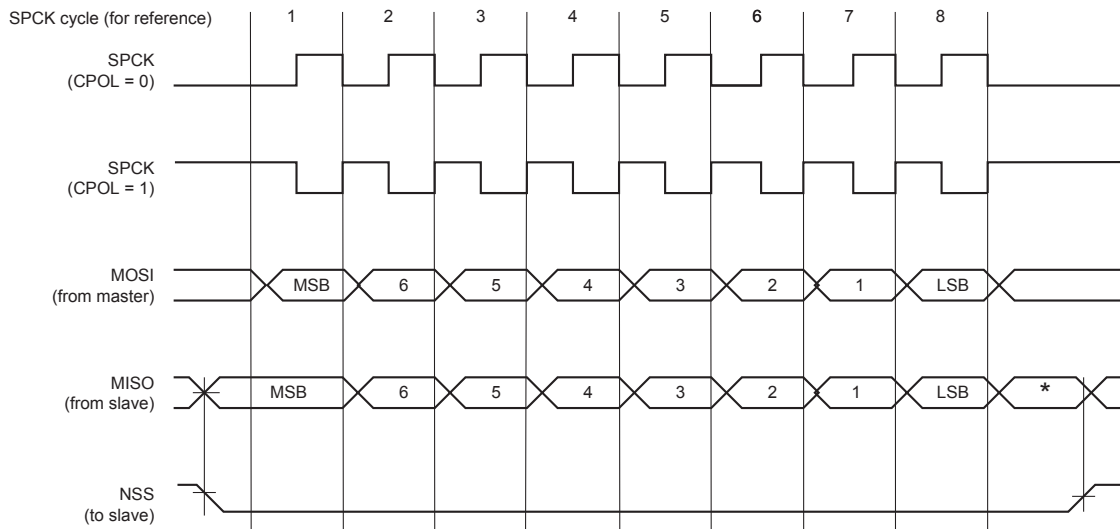 SPCK cycle (for reference) 1 2 3 4 5 6 7 8
SPCK
(CPOL = 0)
SPCK
(CPOL = 1)
MOSI
(from master)
MSB 6 5 4 3 2 1 LSB
MISO
(from slave)
MSB 6 5 4 3 2 1 LSB *
NSS
(to slave)